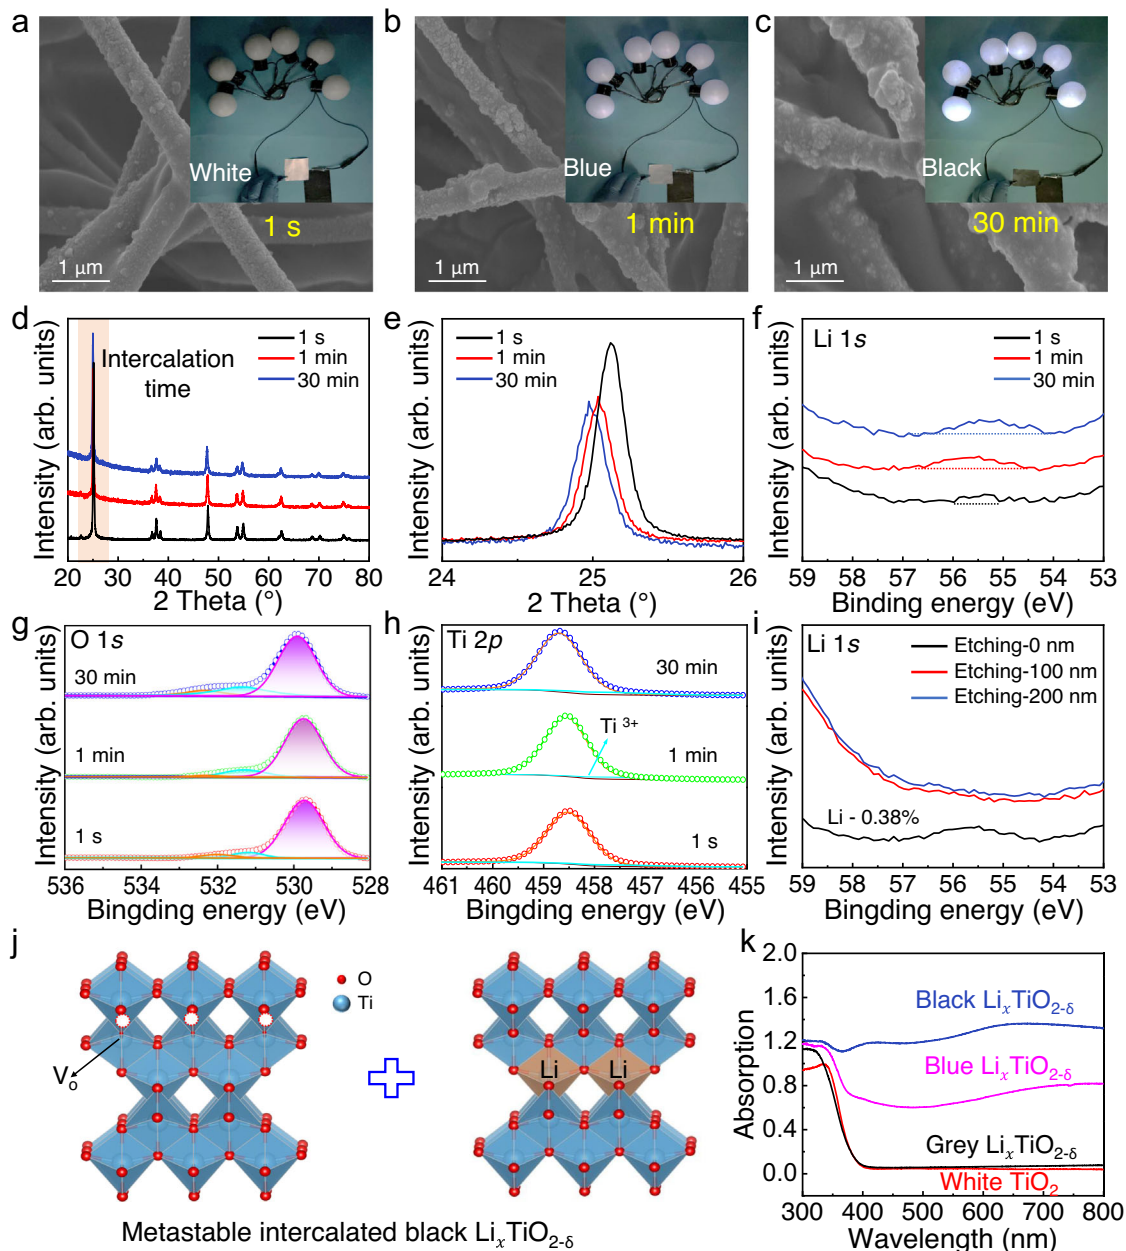 a
b
c
White
Blue
Black
1 s
1 min
30 min
1 μm
1 μm
1 μm
d
e
f
Intensity (arb. units)
Intercalation
time
1 s
1 min
30 min
20 30 40 50 60 70 80
2 Theta (°)
Intensity (arb. units)
1 s
1 min
30 min
24 25 26
2 Theta (°)
Intensity (arb. units)
Li 1s
1 s
1 min
30 min
59 58 57 56 55 54 53
Binding energy (eV)
g
h
i
Intensity (arb. units)
O 1s
30 min
1 min
1 s
536 534 532 530 528
Bingding energy (eV)
Intensity (arb. units)
Ti 2p
30 min
Ti 3+
1 min
1 s
461 460 459 458 457 456 455
Bingding energy (eV)
Intensity (arb. units)
Li 1s
Etching-0 nm
Etching-100 nm
Etching-200 nm
Li - 0.38%
59 58 57 56 55 54 53
Binding energy (eV)
j
O
Ti
Vo
Li Li
Metastable intercalated black LixTiO2-δ
k
Absorption
2.0
1.6
1.2
0.8
0.4
0.0
Black LixTiO2-δ
Blue LixTiO2-δ
Grey LixTiO2-δ
White TiO2
300 400 500 600 700 800
Wavelength (nm)